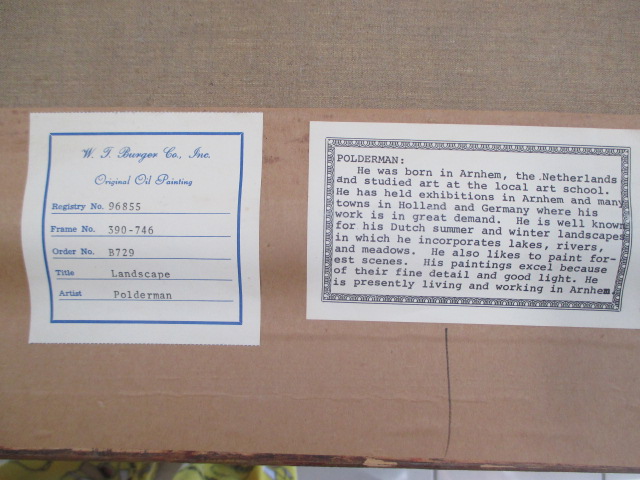 W. T. Burger Co., Inc.
Original Oil Painting
Registry No. 96855
Frame No. 390-746
Order No. B729
Title Landscape
Artist Polderman
POLDERMAN:
He was born in Arnhem, the Netherlands
and studied art at the local art school.
He has held exhibitions in Arnhem and many
towns in Holland and Germany where his
work is in great demand. He is well known
for his Dutch summer and winter landscapes
in which he incorporates lakes, rivers,
and meadows. He also likes to paint for-
est scenes. His paintings excel because
of their fine detail and good light. He
is presently living and working in Arnhem.